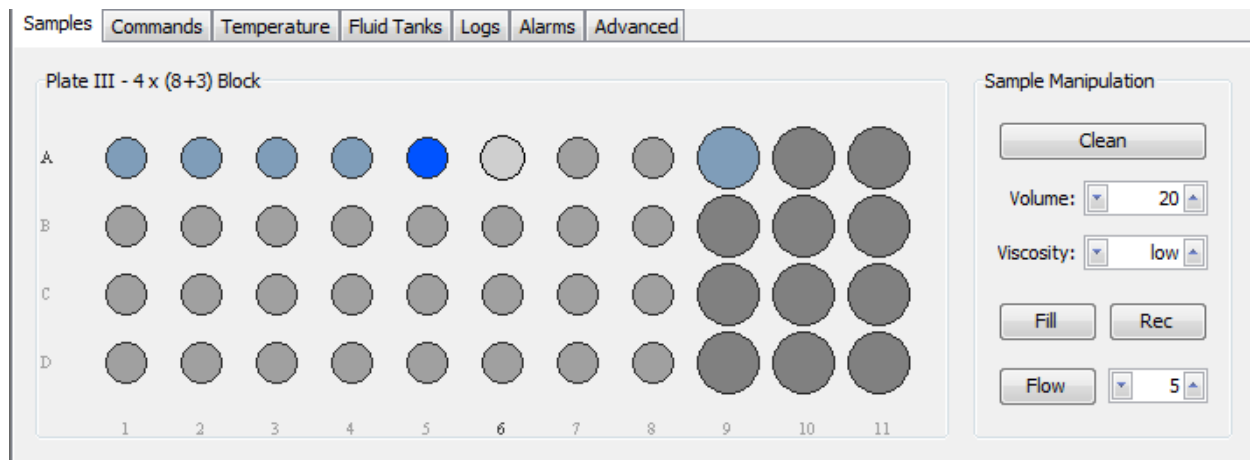 Samples Commands Temperature Fluid Tanks Logs Alarms Advanced
Plate III - 4 x (8+3) Block
A
B
C
D
1 2 3 4 5 6 7 8 9 10 11
Sample Manipulation
Clean
Volume: 20
Viscosity: low
Fill Rec
Flow 5